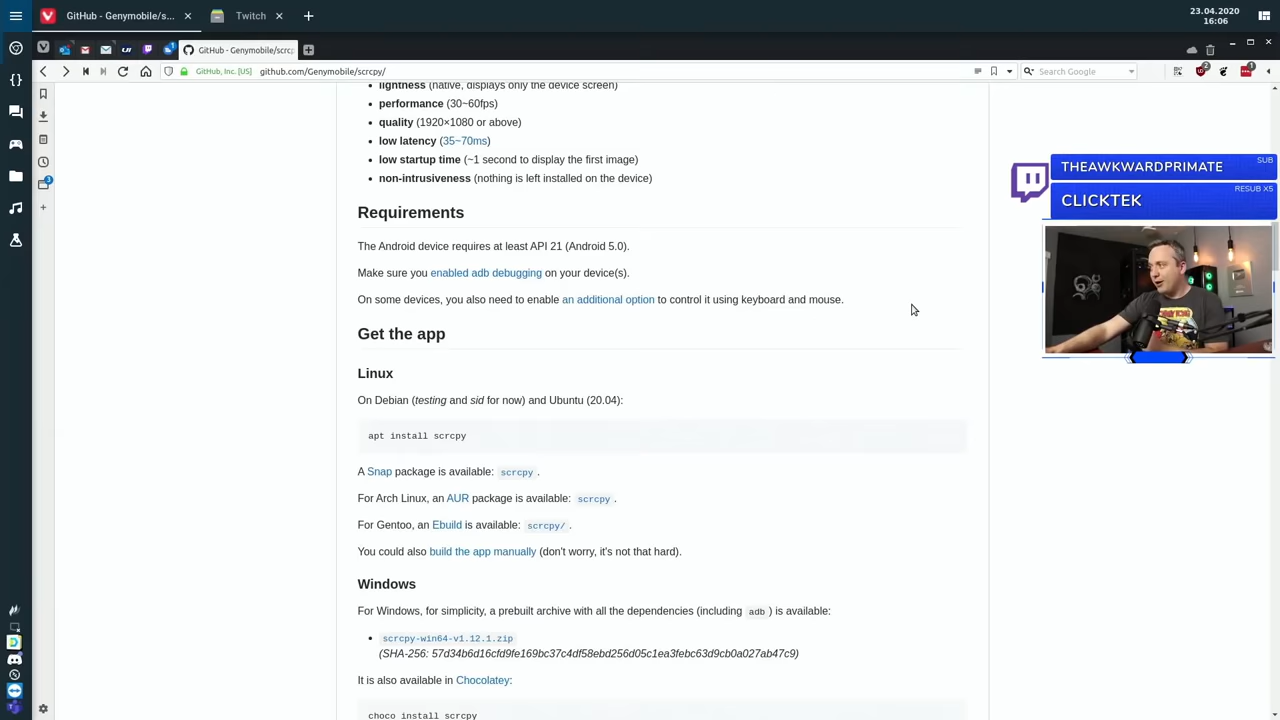 GitHub - Genymobile/s...
Twitch
23.04.2020
16:06
GitHub - Genymobile/scrcp
GitHub, Inc. [US]
github.com/Genymobile/scrcpy/
Search Google
2
1
lightness (native, displays only the device screen)
performance (30~60fps)
quality (1920×1080 or above)
low latency (35~70ms)
low startup time (~1 second to display the first image)
non-intrusiveness (nothing is left installed on the device)
Requirements
The Android device requires at least API 21 (Android 5.0).
Make sure you enabled adb debugging on your device(s).
On some devices, you also need to enable an additional option to control it using keyboard and mouse.
Get the app
Linux
On Debian (testing and sid for now) and Ubuntu (20.04):
apt install scrcpy
A Snap package is available: scrcpy.
For Arch Linux, an AUR package is available: scrcpy.
For Gentoo, an Ebuild is available: scrcpy/.
You could also build the app manually (don't worry, it's not that hard).
Windows
For Windows, for simplicity, a prebuilt archive with all the dependencies (including adb) is available:
scrcpy-win64-v1.12.1.zip
(SHA-256: 57d34b6d16cfd9fe169bc37c4df58ebd256d05c1ea3febc63d9cb0a027ab47c9)
It is also available in Chocolatey:
choco install scrcpy
THEAWKWARDPRIMATE
SUB
RESUB X5
CLICKTEK